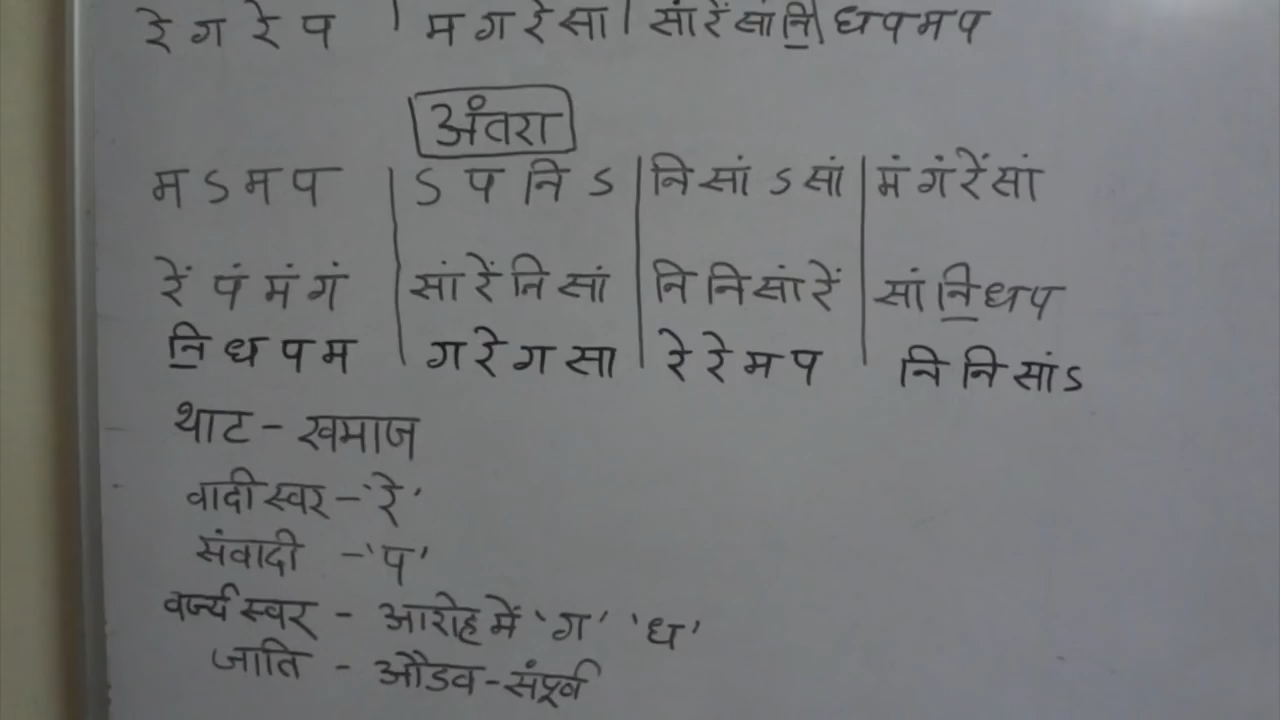 रे ग रे प | म ग रे सा | सां रें सां नि॒ | ध प म प
अंतरा
म ऽ म प | ऽ प नि ऽ | नि सां ऽ सां | मं गं रें सां
रें पं मं गं | सां रें नि सां | नि नि सां रें | सां नि॒ ध प
नि॒ ध प म | ग रे ग सा | रे रे म प | नि नि सां ऽ
थाट - खमाज
वादी स्वर - 'रे'
संवादी - 'प'
वर्ज्य स्वर - आरोह में 'ग' 'ध'
जाति - औडव - संपूर्व